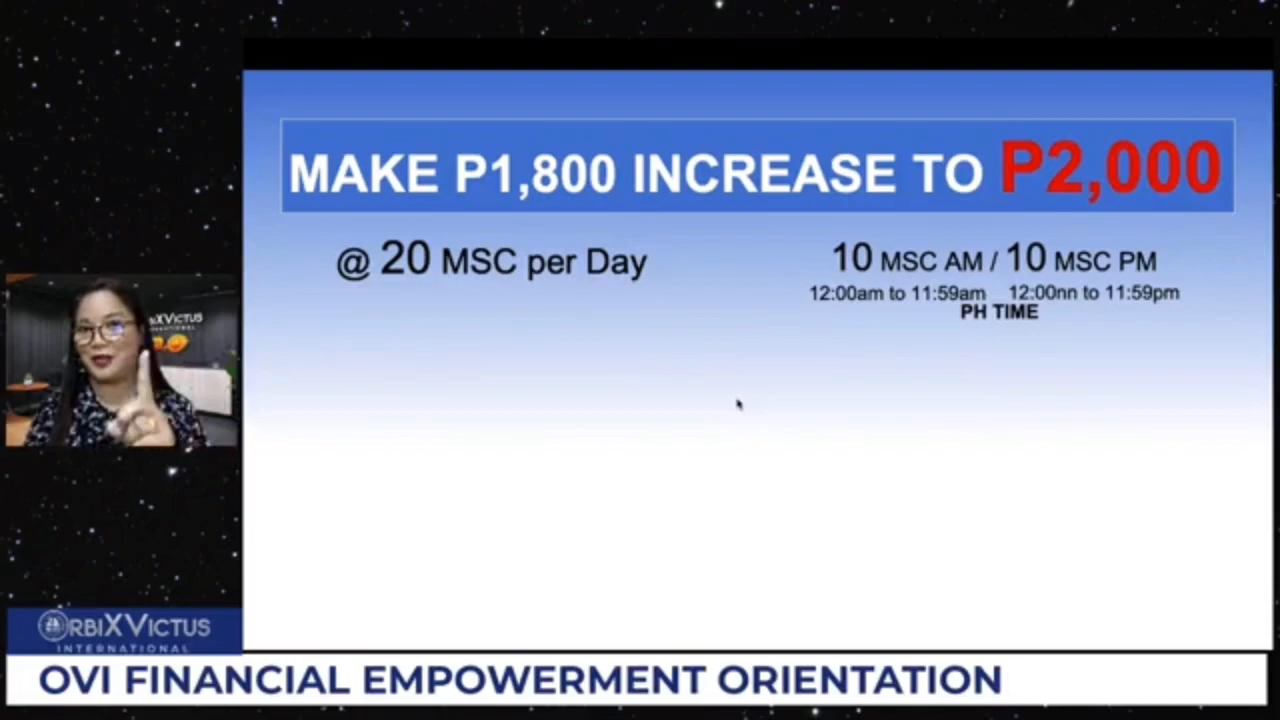 MAKE P1,800 INCREASE TO P2,000
@ 20 MSC per Day
10 MSC AM / 10 MSC PM
12:00am to 11:59am 12:00nn to 11:59pm
PH TIME
ORBIXVICTUS
INTERNATIONAL
OVI FINANCIAL EMPOWERMENT ORIENTATION